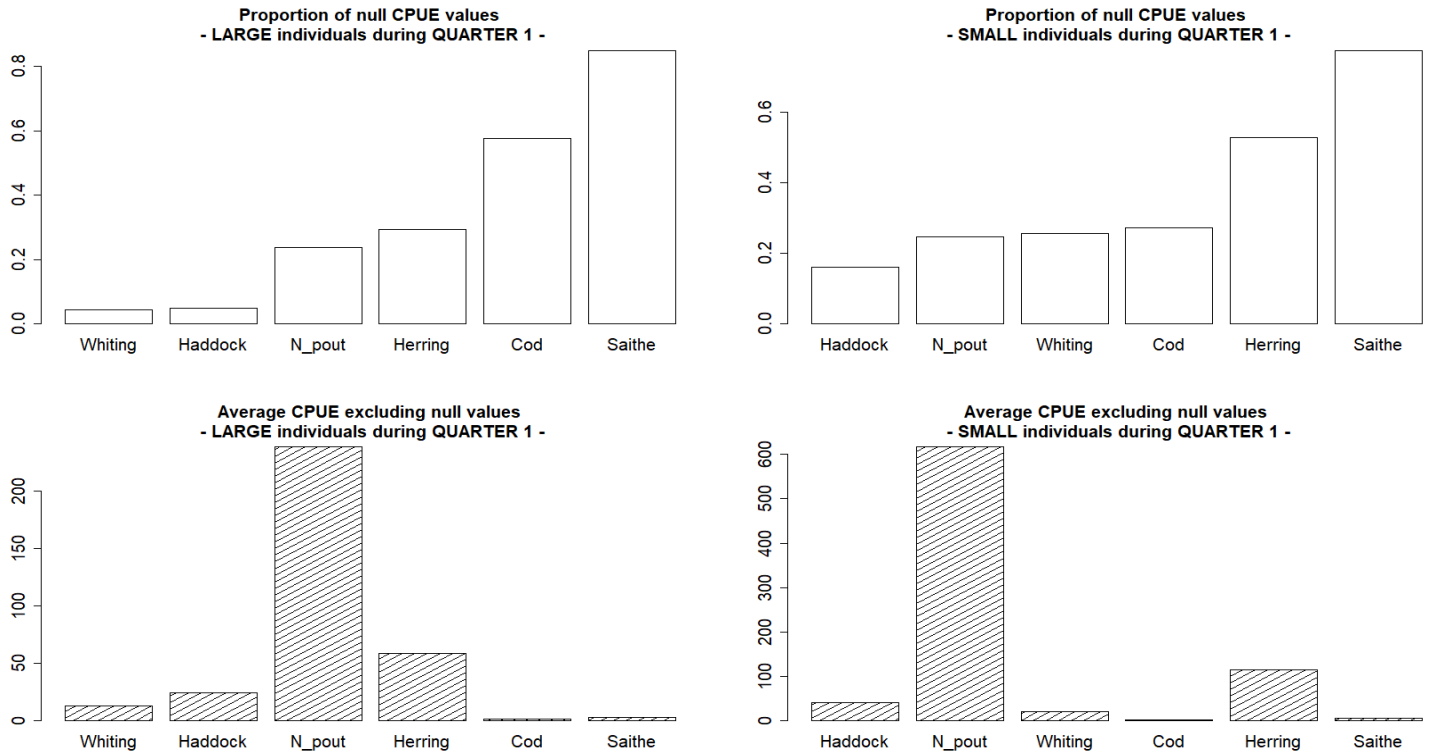 Proportion of null CPUE values
- LARGE individuals during QUARTER 1 -
0.0
0.2
0.4
0.6
0.8
Whiting Haddock N_pout Herring Cod Saithe
Proportion of null CPUE values
- SMALL individuals during QUARTER 1 -
0.0
0.2
0.4
0.6
Haddock N_pout Whiting Cod Herring Saithe
Average CPUE excluding null values
- LARGE individuals during QUARTER 1 -
0
50
100
150
200
Whiting Haddock N_pout Herring Cod Saithe
Average CPUE excluding null values
- SMALL individuals during QUARTER 1 -
0
100
200
300
400
500
600
Haddock N_pout Whiting Cod Herring Saithe